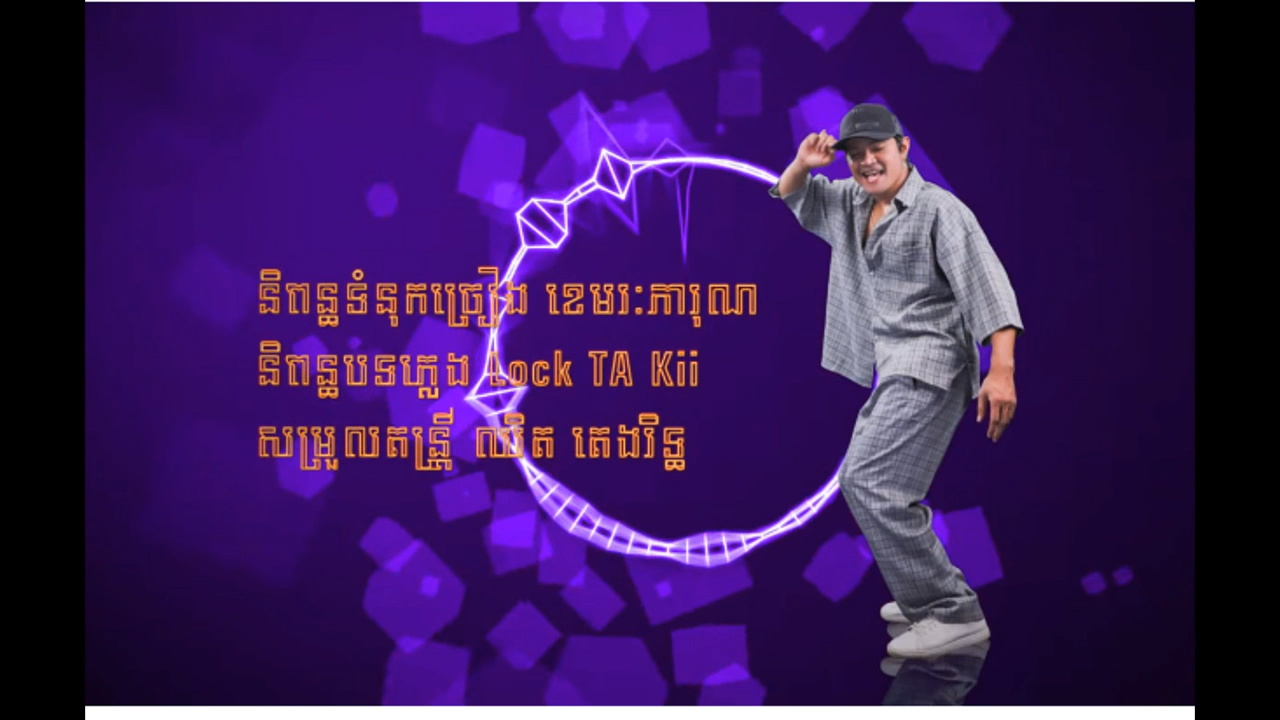 និពន្ធទំនុកច្រៀង ខេមរៈភារុណ
និពន្ធបទភ្លេង Lock TA Kii
សម្រួលតន្ត្រី ឈិត តេងរិទ្ធ